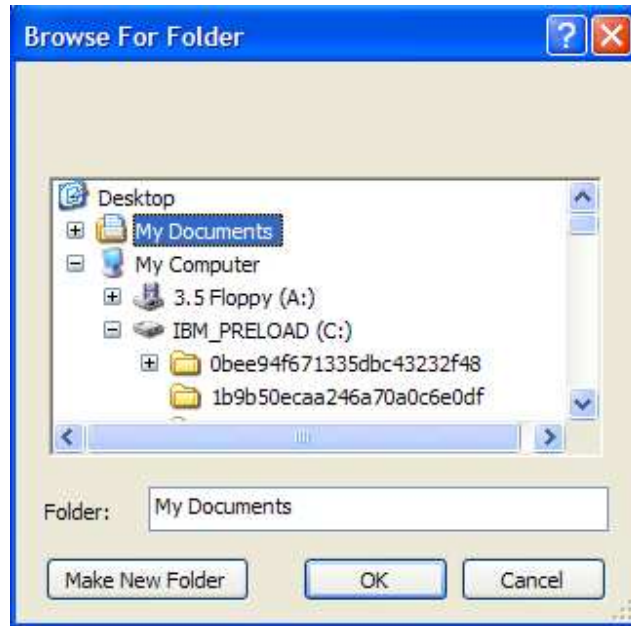 Browse For Folder
Desktop
My Documents
My Computer
3.5 Floppy (A:)
IBM_PRELOAD (C:)
0bee94f671335dbc43232f48
1b9b50ecaa246a70a0c6e0df
Folder: My Documents
Make New Folder OK Cancel